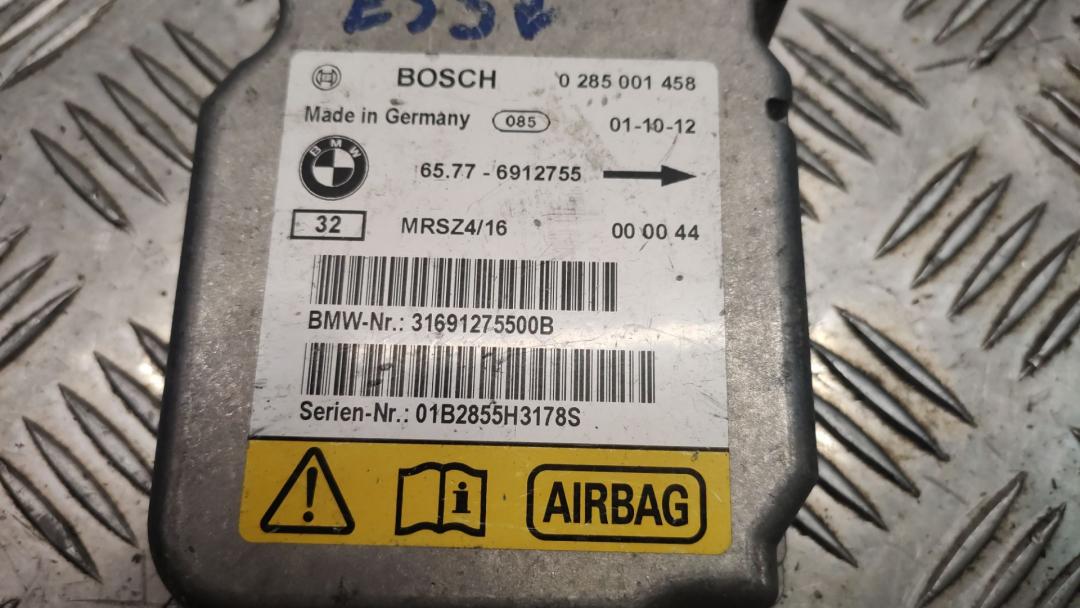 BOSCH 0 285 001 458
Made in Germany 085 01-10-12
BMW
65.77 - 6912755
32 MRSZ4/16 00 00 44
BMW-Nr.: 31691275500B
Serien-Nr.: 01B2855H3178S
i AIRBAG